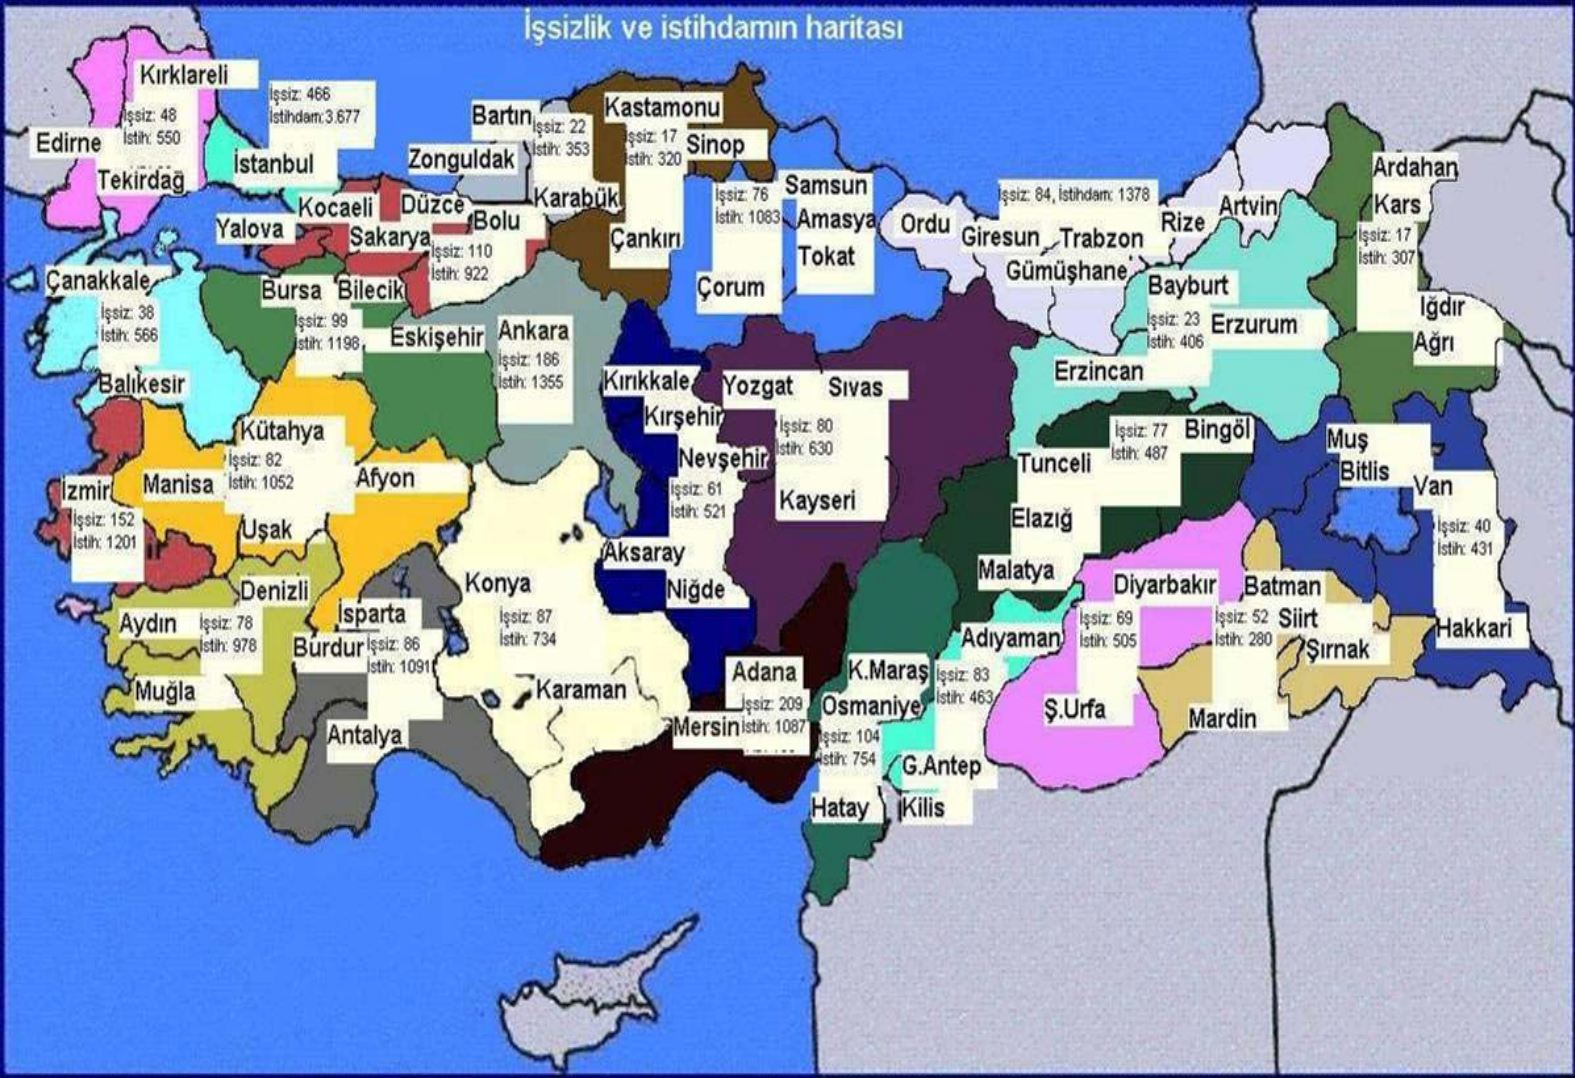 İşsizlik ve istihdamın haritası
Kırklareli
İşsiz: 48
İstih: 550
Edirne
Tekirdağ
İşsiz: 466
İstihdam:3.677
İstanbul
Bartın
İşsiz: 22
İstih: 353
Zonguldak
Karabük
Kastamonu
İşsiz: 17
İstih: 320
Sinop
Çankırı
Kocaeli
Düzce
Yalova
Sakarya
Bolu
İşsiz: 110
İstih: 922
İşsiz: 76
İstih: 1083
Samsun
Amasya
Tokat
Çorum
İşsiz: 84, İstihdam: 1378
Ordu
Giresun
Trabzon
Rize
Artvin
Gümüşhane
Ardahan
Kars
İşsiz: 17
İstih: 307
Iğdır
Ağrı
Çanakkale
İşsiz: 38
İstih: 566
Balıkesir
Bursa
Bilecik
İşsiz: 99
İstih: 1198
Eskişehir
Ankara
İşsiz: 186
İstih: 1355
Bayburt
İşsiz: 23
İstih: 406
Erzurum
Erzincan
Kırıkkale
Kırşehir
Nevşehir
İşsiz: 61
İstih: 521
Aksaray
Niğde
Yozgat
Sıvas
İşsiz: 80
İstih: 630
Kayseri
İşsiz: 77
İstih: 487
Bingöl
Tunceli
Elazığ
Malatya
Muş
Bitlis
Van
İşsiz: 40
İstih: 431
Hakkari
Kütahya
İşsiz: 82
İstih: 1052
Manisa
Afyon
Uşak
İzmir
İşsiz: 152
İstih: 1201
Denizli
Aydın
İşsiz: 78
İstih: 978
Muğla
Isparta
Burdur
İşsiz: 86
İstih: 1091
Antalya
Konya
İşsiz: 87
İstih: 734
Karaman
Adana
İşsiz: 209
İstih: 1087
Mersin
K.Maraş
Osmaniye
İşsiz: 104
İstih: 754
Hatay
Adıyaman
İşsiz: 83
İstih: 463
G.Antep
Kilis
Diyarbakır
İşsiz: 69
İstih: 505
Ş.Urfa
Batman
İşsiz: 52
İstih: 280
Siirt
Şırnak
Mardin